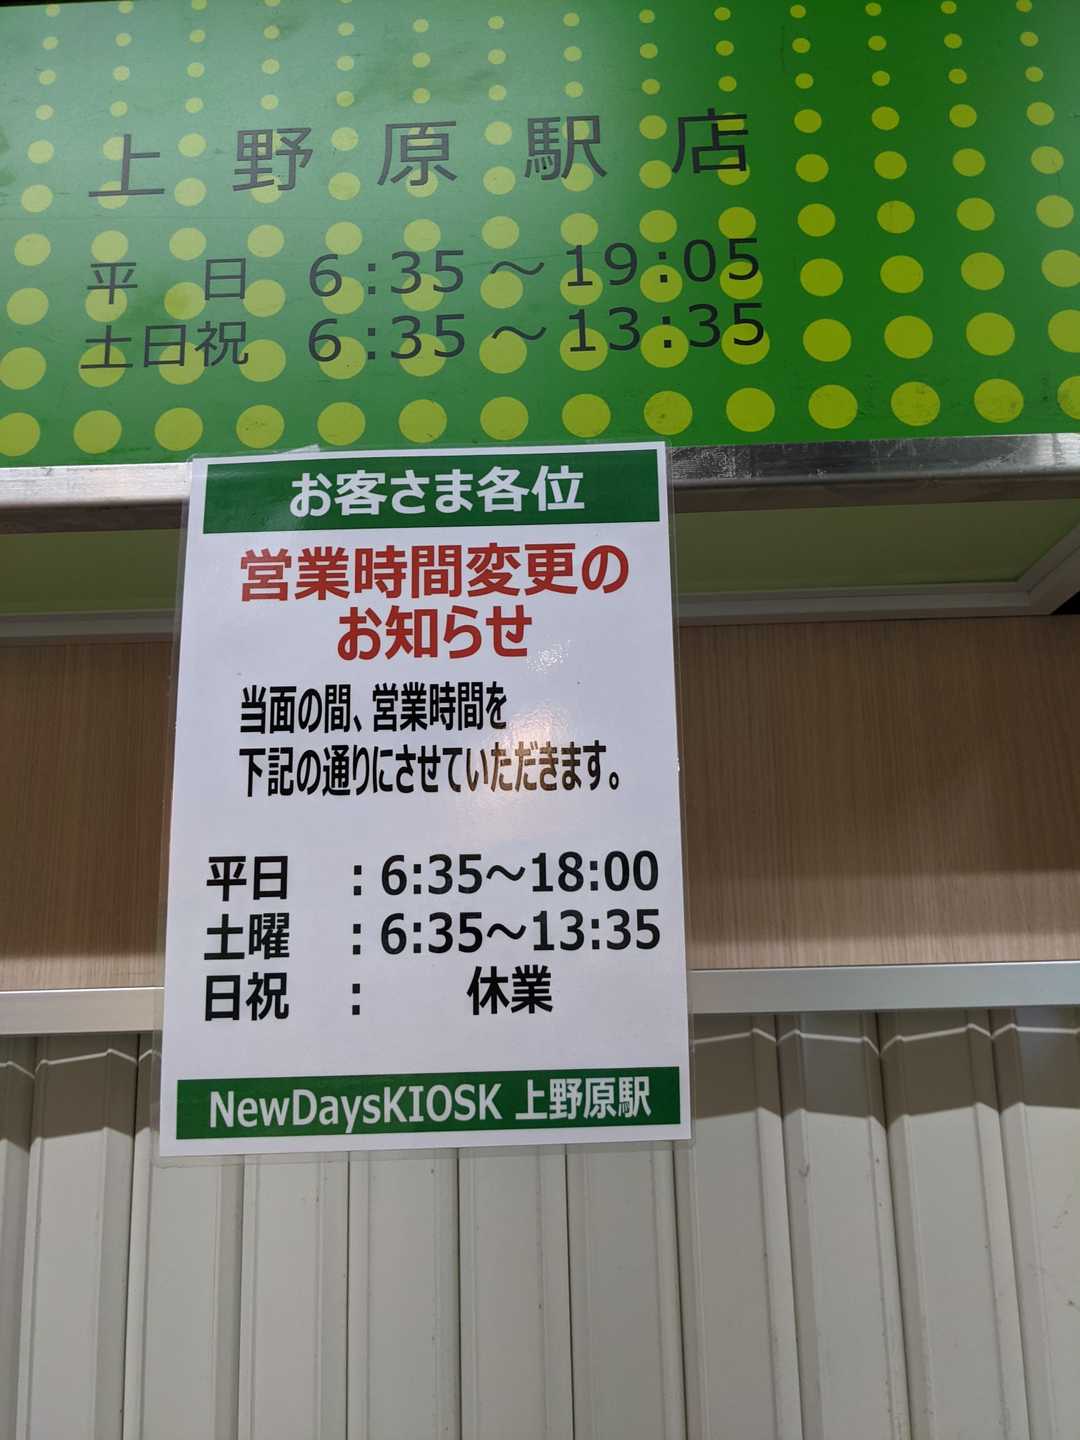 上野原駅店
平日 6:35～19:05
土日祝 6:35～13:35
お客さま各位
営業時間変更の
お知らせ
当面の間、営業時間を
下記の通りにさせていただきます。
平日 :6:35～18:00
土曜 :6:35～13:35
日祝 : 休業
NewDaysKIOSK 上野原駅